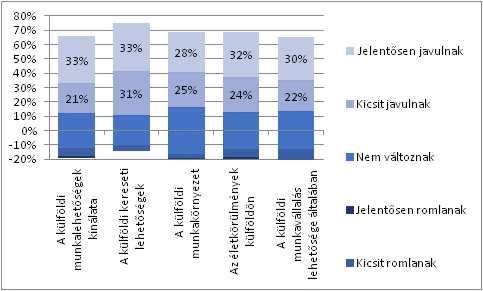 80%
70%
60%
50%
40%
30%
20%
10%
0%
-10%
-20%
33%
33%
28%
32%
30%
21%
31%
25%
24%
22%
A külföldi
munkalehetőségek
kínálata
A külföldi kereseti
lehetőségek
A külföldi
munkakörnyezet
Az életkörülmények
külföldön
A külföldi
munkavállalás
lehetősége általában
Jelentősen javulnak
Kicsit javulnak
Nem változnak
Jelentősen romlanak
Kicsit romlanak